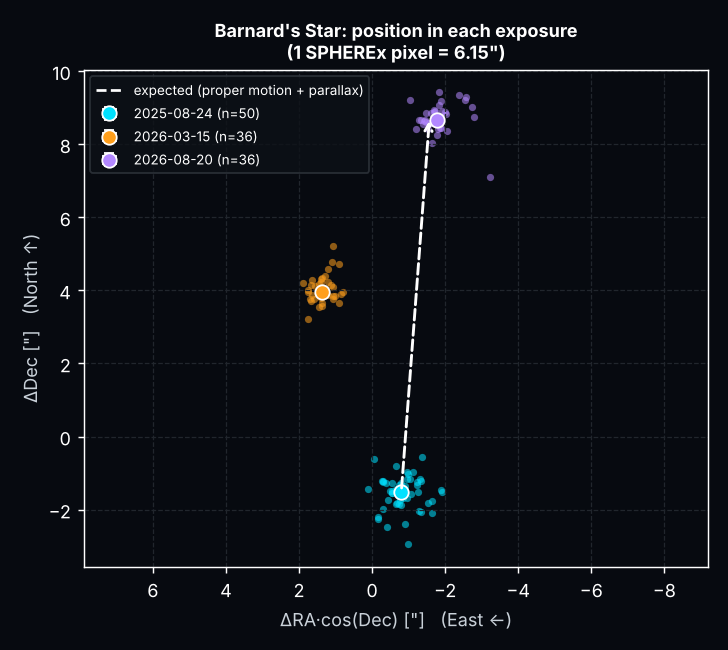 Barnard's Star: position in each exposure
(1 SPHEREx pixel = 6.15")
expected (proper motion + parallax)
2025-08-24 (n=50)
2026-03-15 (n=36)
2026-08-20 (n=36)
10
8
6
4
2
0
−2
ΔDec ["]   (North ↑)
6
4
2
0
−2
−4
−6
−8
ΔRA·cos(Dec) ["]   (East ←)